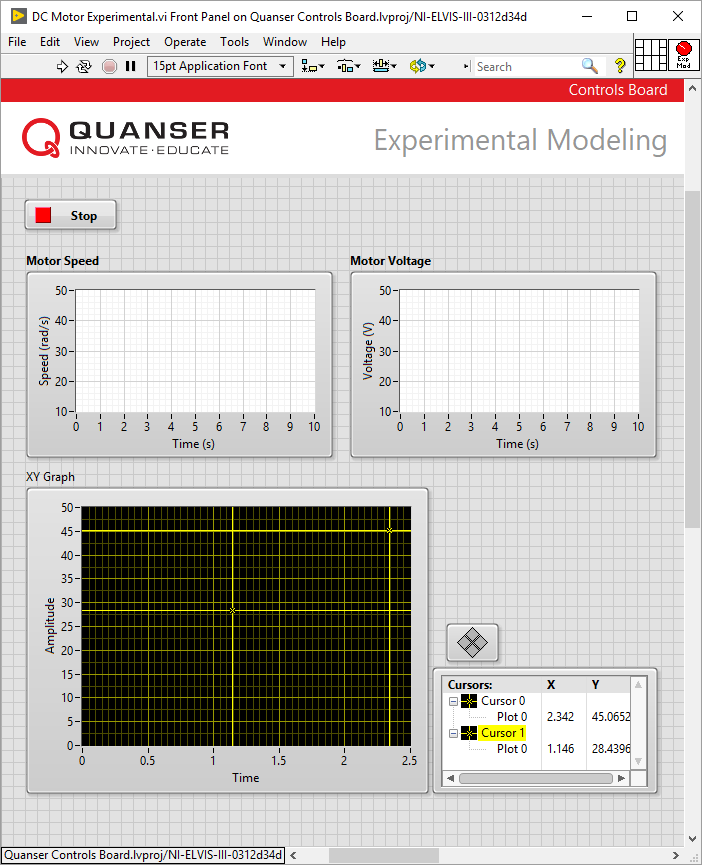 DC Motor Experimental.vi Front Panel on Quanser Controls Board.lvproj/NI-ELVIS-III-0312d34d
File Edit View Project Operate Tools Window Help
15pt Application Font Search ? Exp Mod
Controls Board
QUANSER
INNOVATE·EDUCATE
Experimental Modeling
Stop
Motor Speed
50
40
30
20
10
Speed (rad/s)
0 1 2 3 4 5 6 7 8 9 10
Time (s)
Motor Voltage
50
40
30
20
10
Voltage (V)
0 1 2 3 4 5 6 7 8 9 10
Time (s)
XY Graph
50
45
40
35
30
25
20
15
10
5
0
Amplitude
0 0.5 1 1.5 2 2.5
Time
Cursors: X Y
Cursor 0
Plot 0 2.342 45.0652
Cursor 1
Plot 0 1.146 28.4396
Quanser Controls Board.lvproj/NI-ELVIS-III-0312d34d